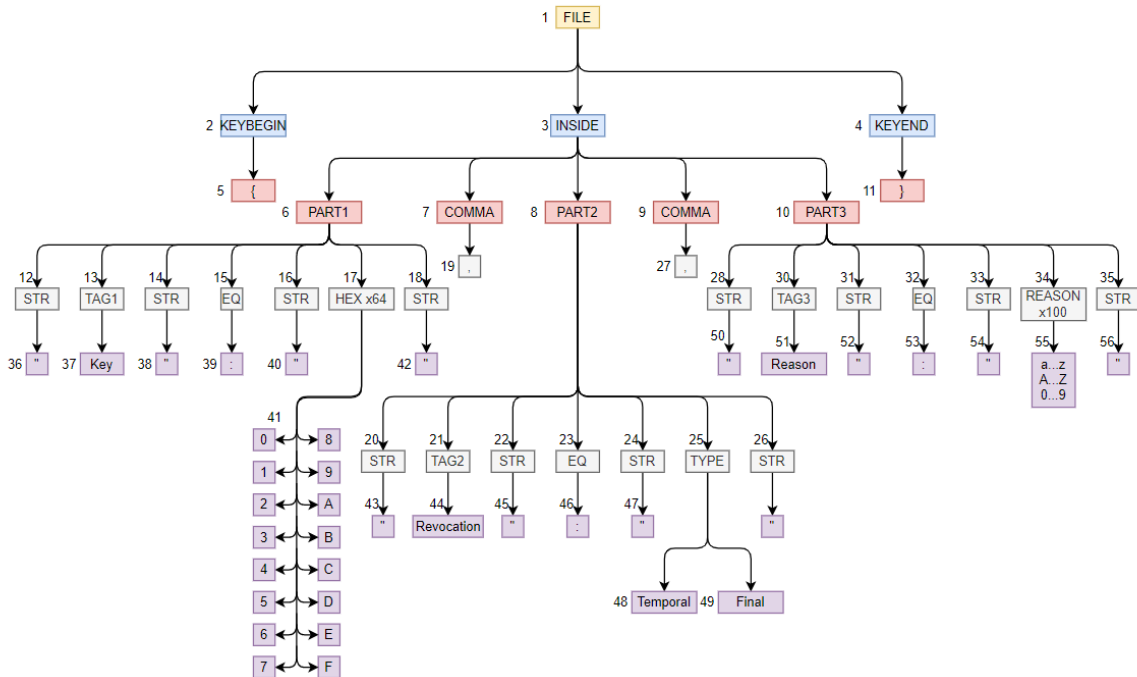 1 FILE
2 KEYBEGIN 3 INSIDE 4 KEYEND
5 { 6 PART1 7 COMMA 8 PART2 9 COMMA 10 PART3 11 }
19 , 27 ,
12 13 14 15 16 17 18 28 30 31 32 33 34 35
STR TAG1 STR EQ STR HEX x64 STR STR TAG3 STR EQ STR REASON
x100 STR
50 51 52 53 54 55 56
36 " 37 Key 38 " 39 : 40 " 42 " " Reason " : " a...z "
A...Z
0...9
41
0 8
1 9
2 A
3 B
4 C
5 D
6 E
7 F
20 21 22 23 24 25 26
STR TAG2 STR EQ STR TYPE STR
43 44 45 46 47
" Revocation " : " "
48 Temporal 49 Final